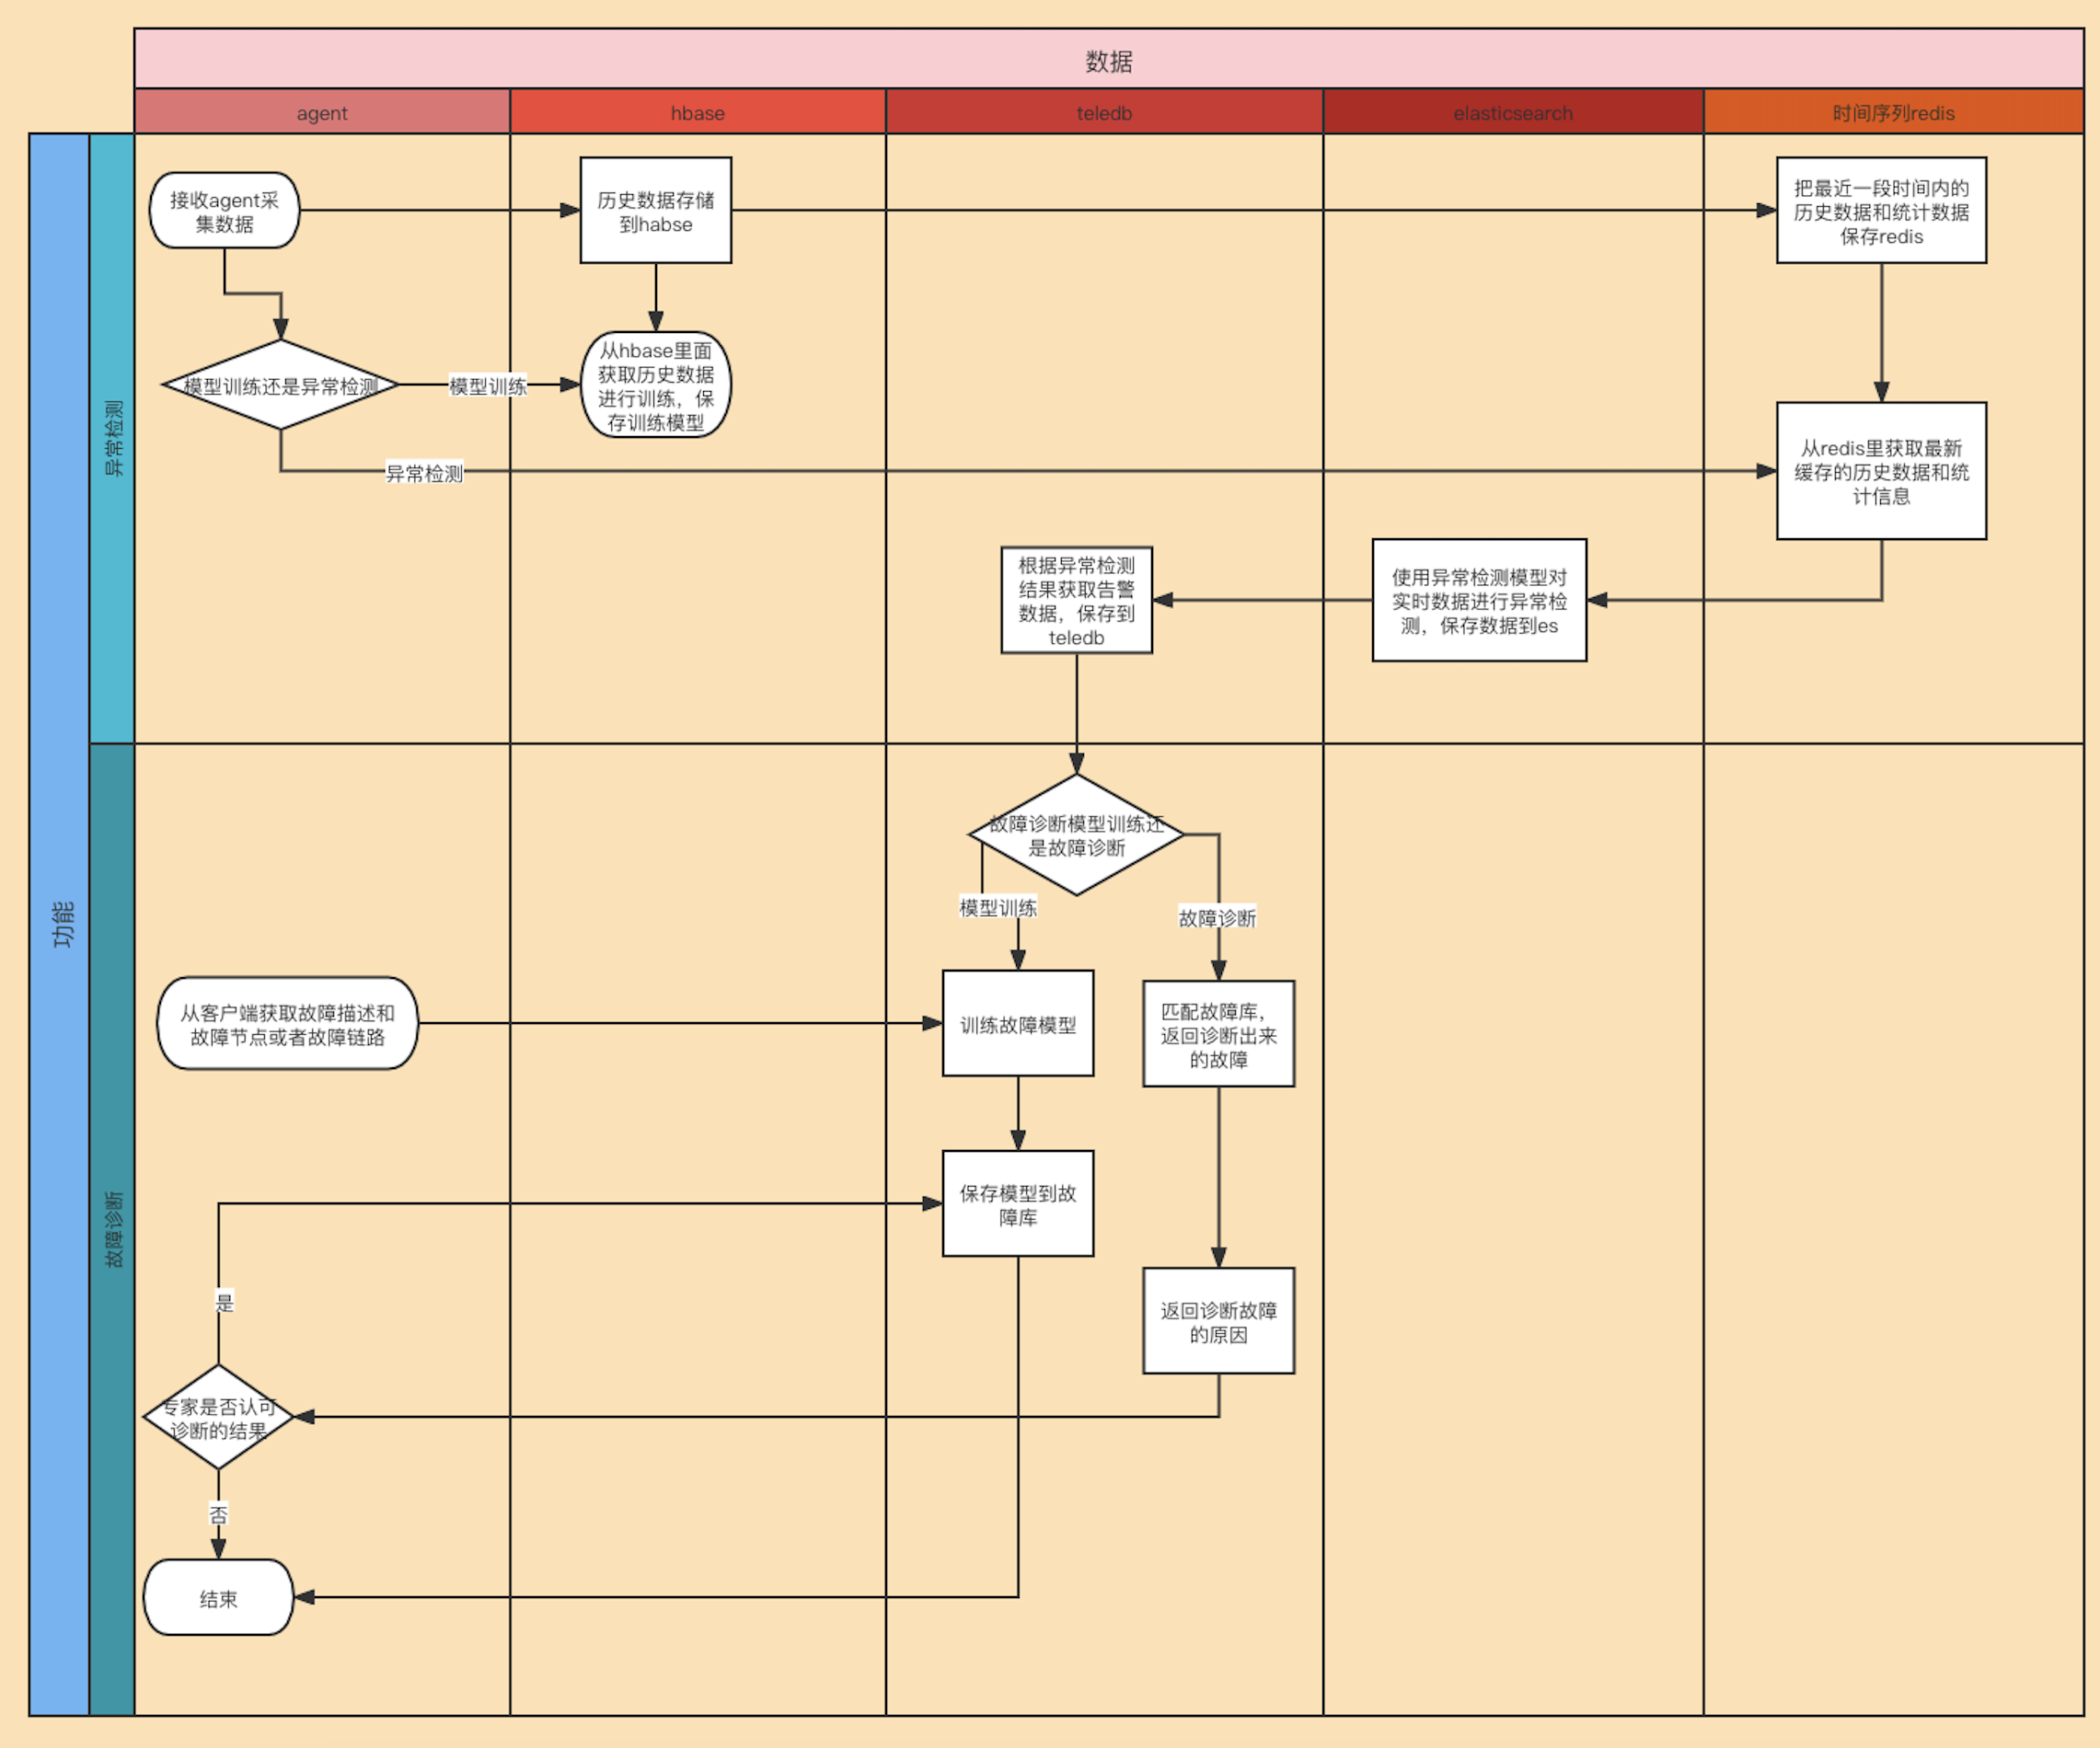 数据
agent
hbase
teledb
elasticsearch
时间序列redis
功能
异常检测
接收agent采
集数据
历史数据存储
到habse
把最近一段时间内的
历史数据和统计数据
保存redis
模型训练还是异常检测
模型训练
从hbase里面
获取历史数据
进行训练，保
存训练模型
异常检测
从redis里获取最新
缓存的历史数据和统
计信息
根据异常检测
结果获取告警
数据，保存到
teledb
使用异常检测模型对
实时数据进行异常检
测，保存数据到es
故障诊断
故障诊断模型训练还
是故障诊断
模型训练
故障诊断
从客户端获取故障描述和
故障节点或者故障链路
训练故障模型
匹配故障库，
返回诊断出来
的故障
保存模型到故
障库
是
返回诊断故障
的原因
专家是否认可
诊断的结果
否
结束